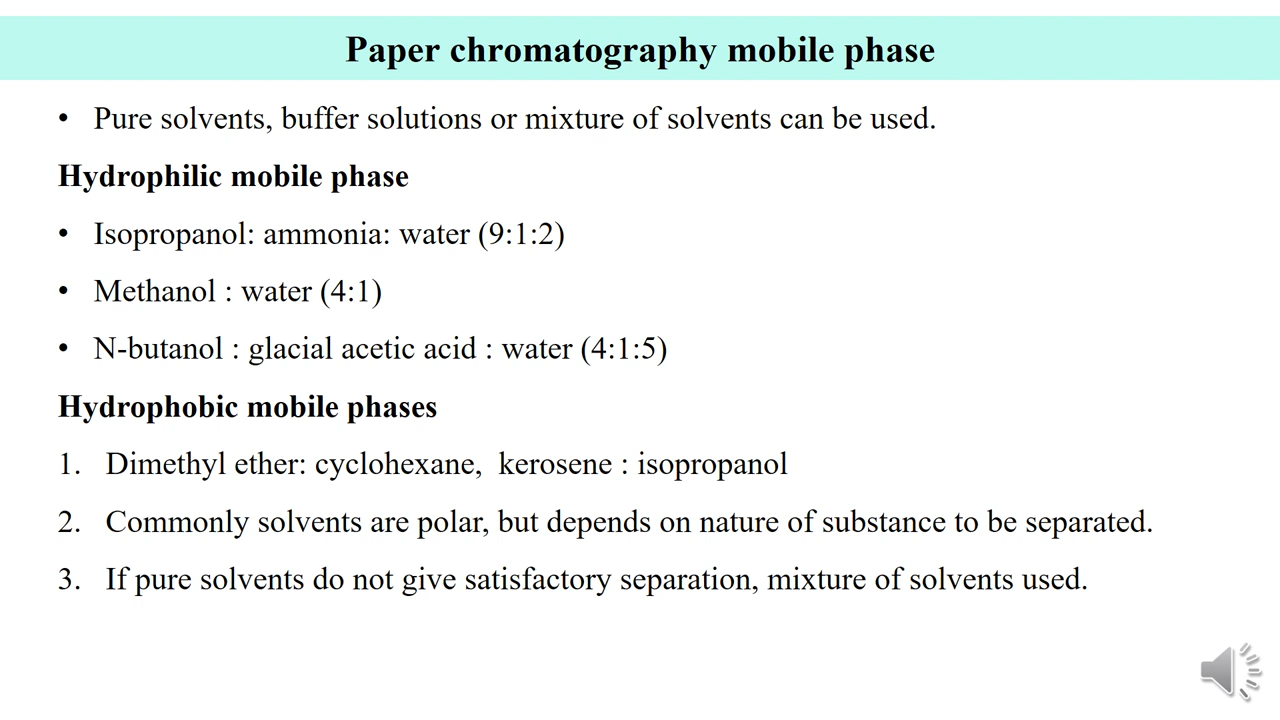 Paper chromatography mobile phase
• Pure solvents, buffer solutions or mixture of solvents can be used.
Hydrophilic mobile phase
• Isopropanol: ammonia: water (9:1:2)
• Methanol : water (4:1)
• N-butanol : glacial acetic acid : water (4:1:5)
Hydrophobic mobile phases
1. Dimethyl ether: cyclohexane, kerosene : isopropanol
2. Commonly solvents are polar, but depends on nature of substance to be separated.
3. If pure solvents do not give satisfactory separation, mixture of solvents used.